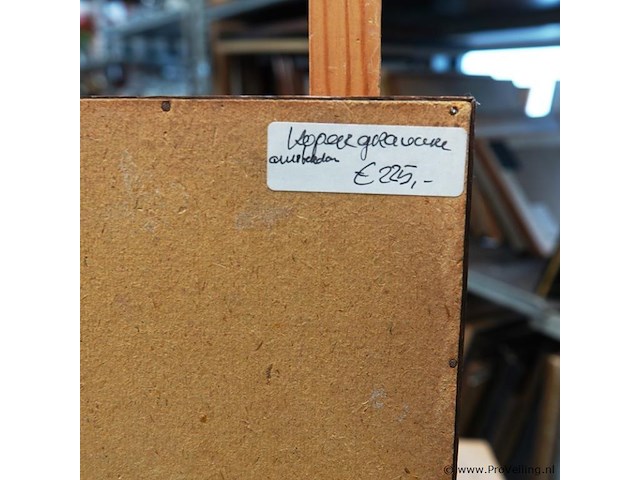 Kopergravure
Amsterdam
€ 225,-
© www.ProVeiling.nl